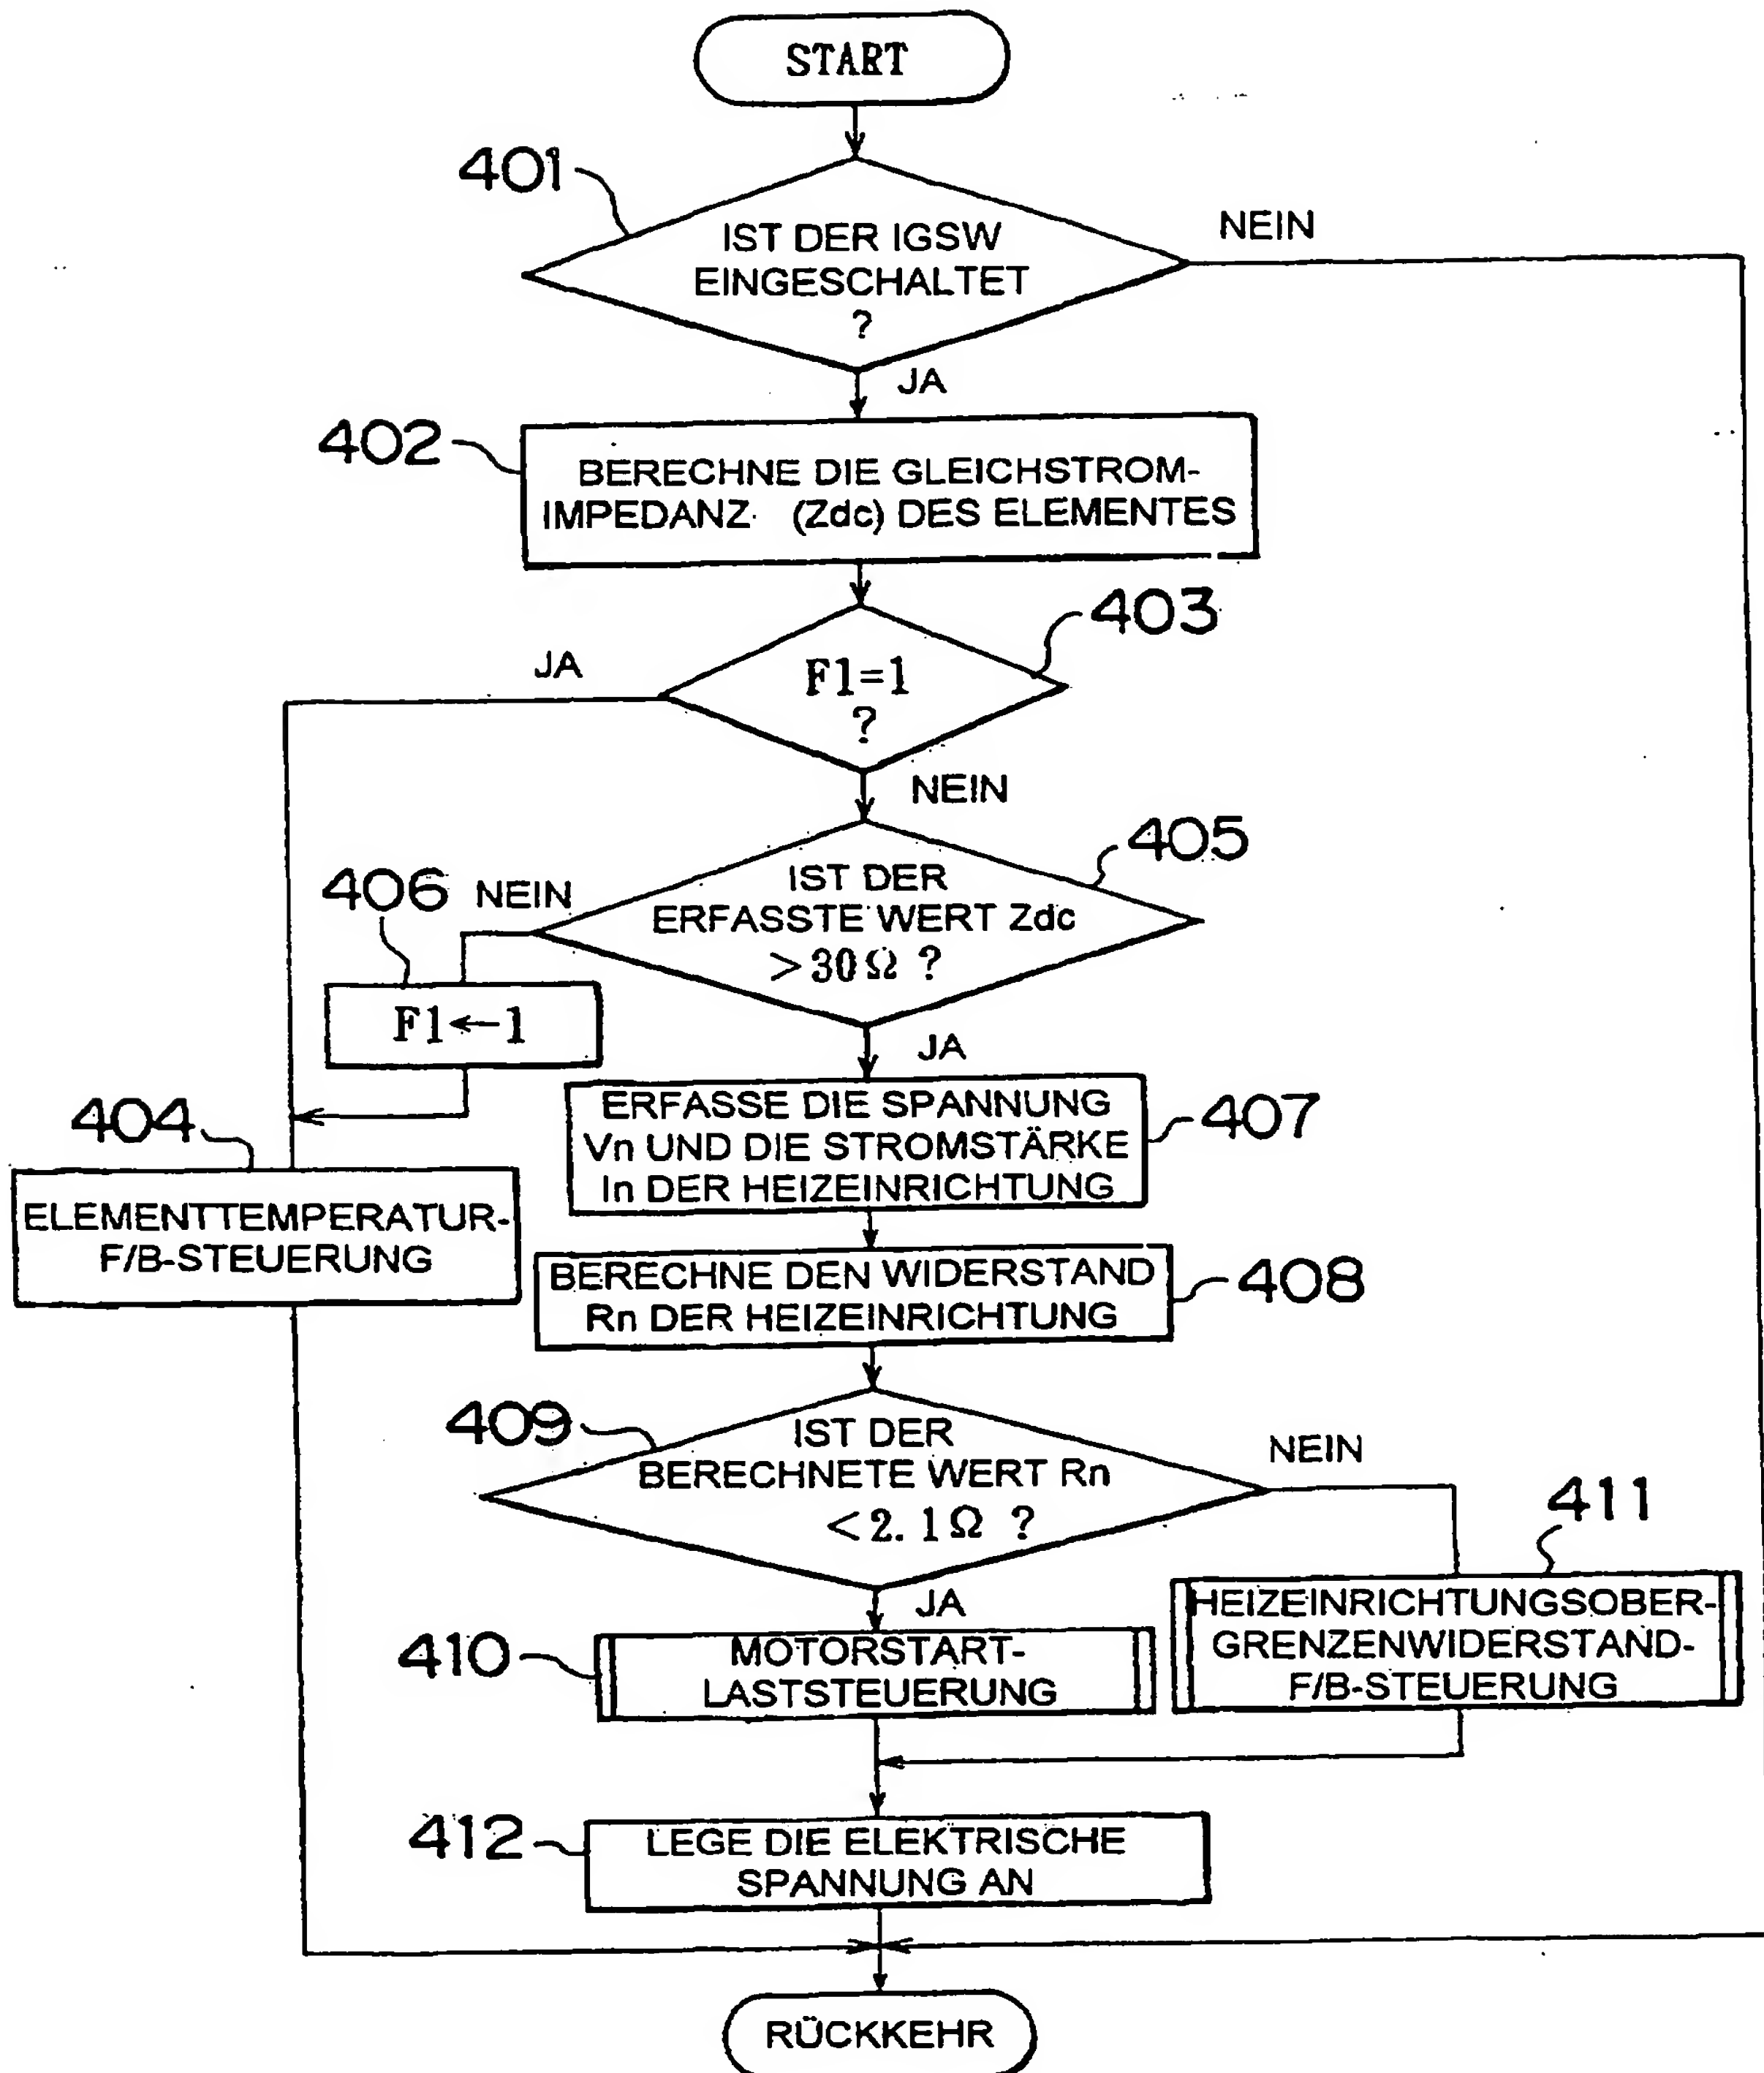 START
401
IST DER IGSW
EINGESCHALTET
?
NEIN
JA
402
BERECHNE DIE GLEICHSTROM-
IMPEDANZ (Zdc) DES ELEMENTES
403
JA
F1=1
?
NEIN
405
IST DER
ERFASSTE WERT Zdc
>30Ω ?
406
NEIN
F1←1
JA
404
ELEMENTTEMPERATUR-
F/B-STEUERUNG
ERFASSE DIE SPANNUNG
Vn UND DIE STROMSTÄRKE
In DER HEIZEINRICHTUNG
407
BERECHNE DEN WIDERSTAND
Rn DER HEIZEINRICHTUNG
408
409
IST DER
BERECHNETE WERT Rn
<2.1Ω ?
NEIN
JA
411
HEIZEINRICHTUNGSOBER-
GRENZENWIDERSTAND-
F/B-STEUERUNG
410
MOTORSTART-
LASTSTEUERUNG
412
LEGE DIE ELEKTRISCHE
SPANNUNG AN
RÜCKKEHR